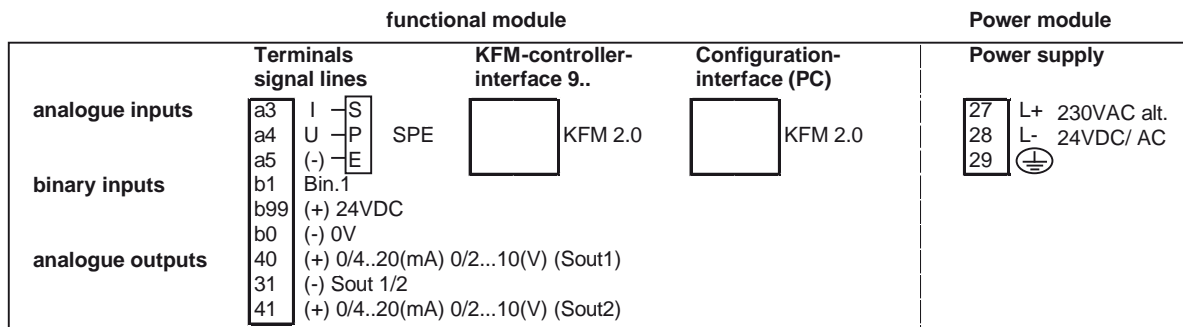 functional module Power module
Terminals signal lines KFM-controller-interface 9.. Configuration-interface (PC) Power supply
analogue inputs a3 I S 27 L+ 230VAC alt.
a4 U P SPE KFM 2.0 KFM 2.0 28 L- 24VDC/ AC
a5 (-) E 29
binary inputs b1 Bin.1
b99 (+) 24VDC
b0 (-) 0V
analogue outputs 40 (+) 0/4..20(mA) 0/2...10(V) (Sout1)
31 (-) Sout 1/2
41 (+) 0/4..20(mA) 0/2...10(V) (Sout2)